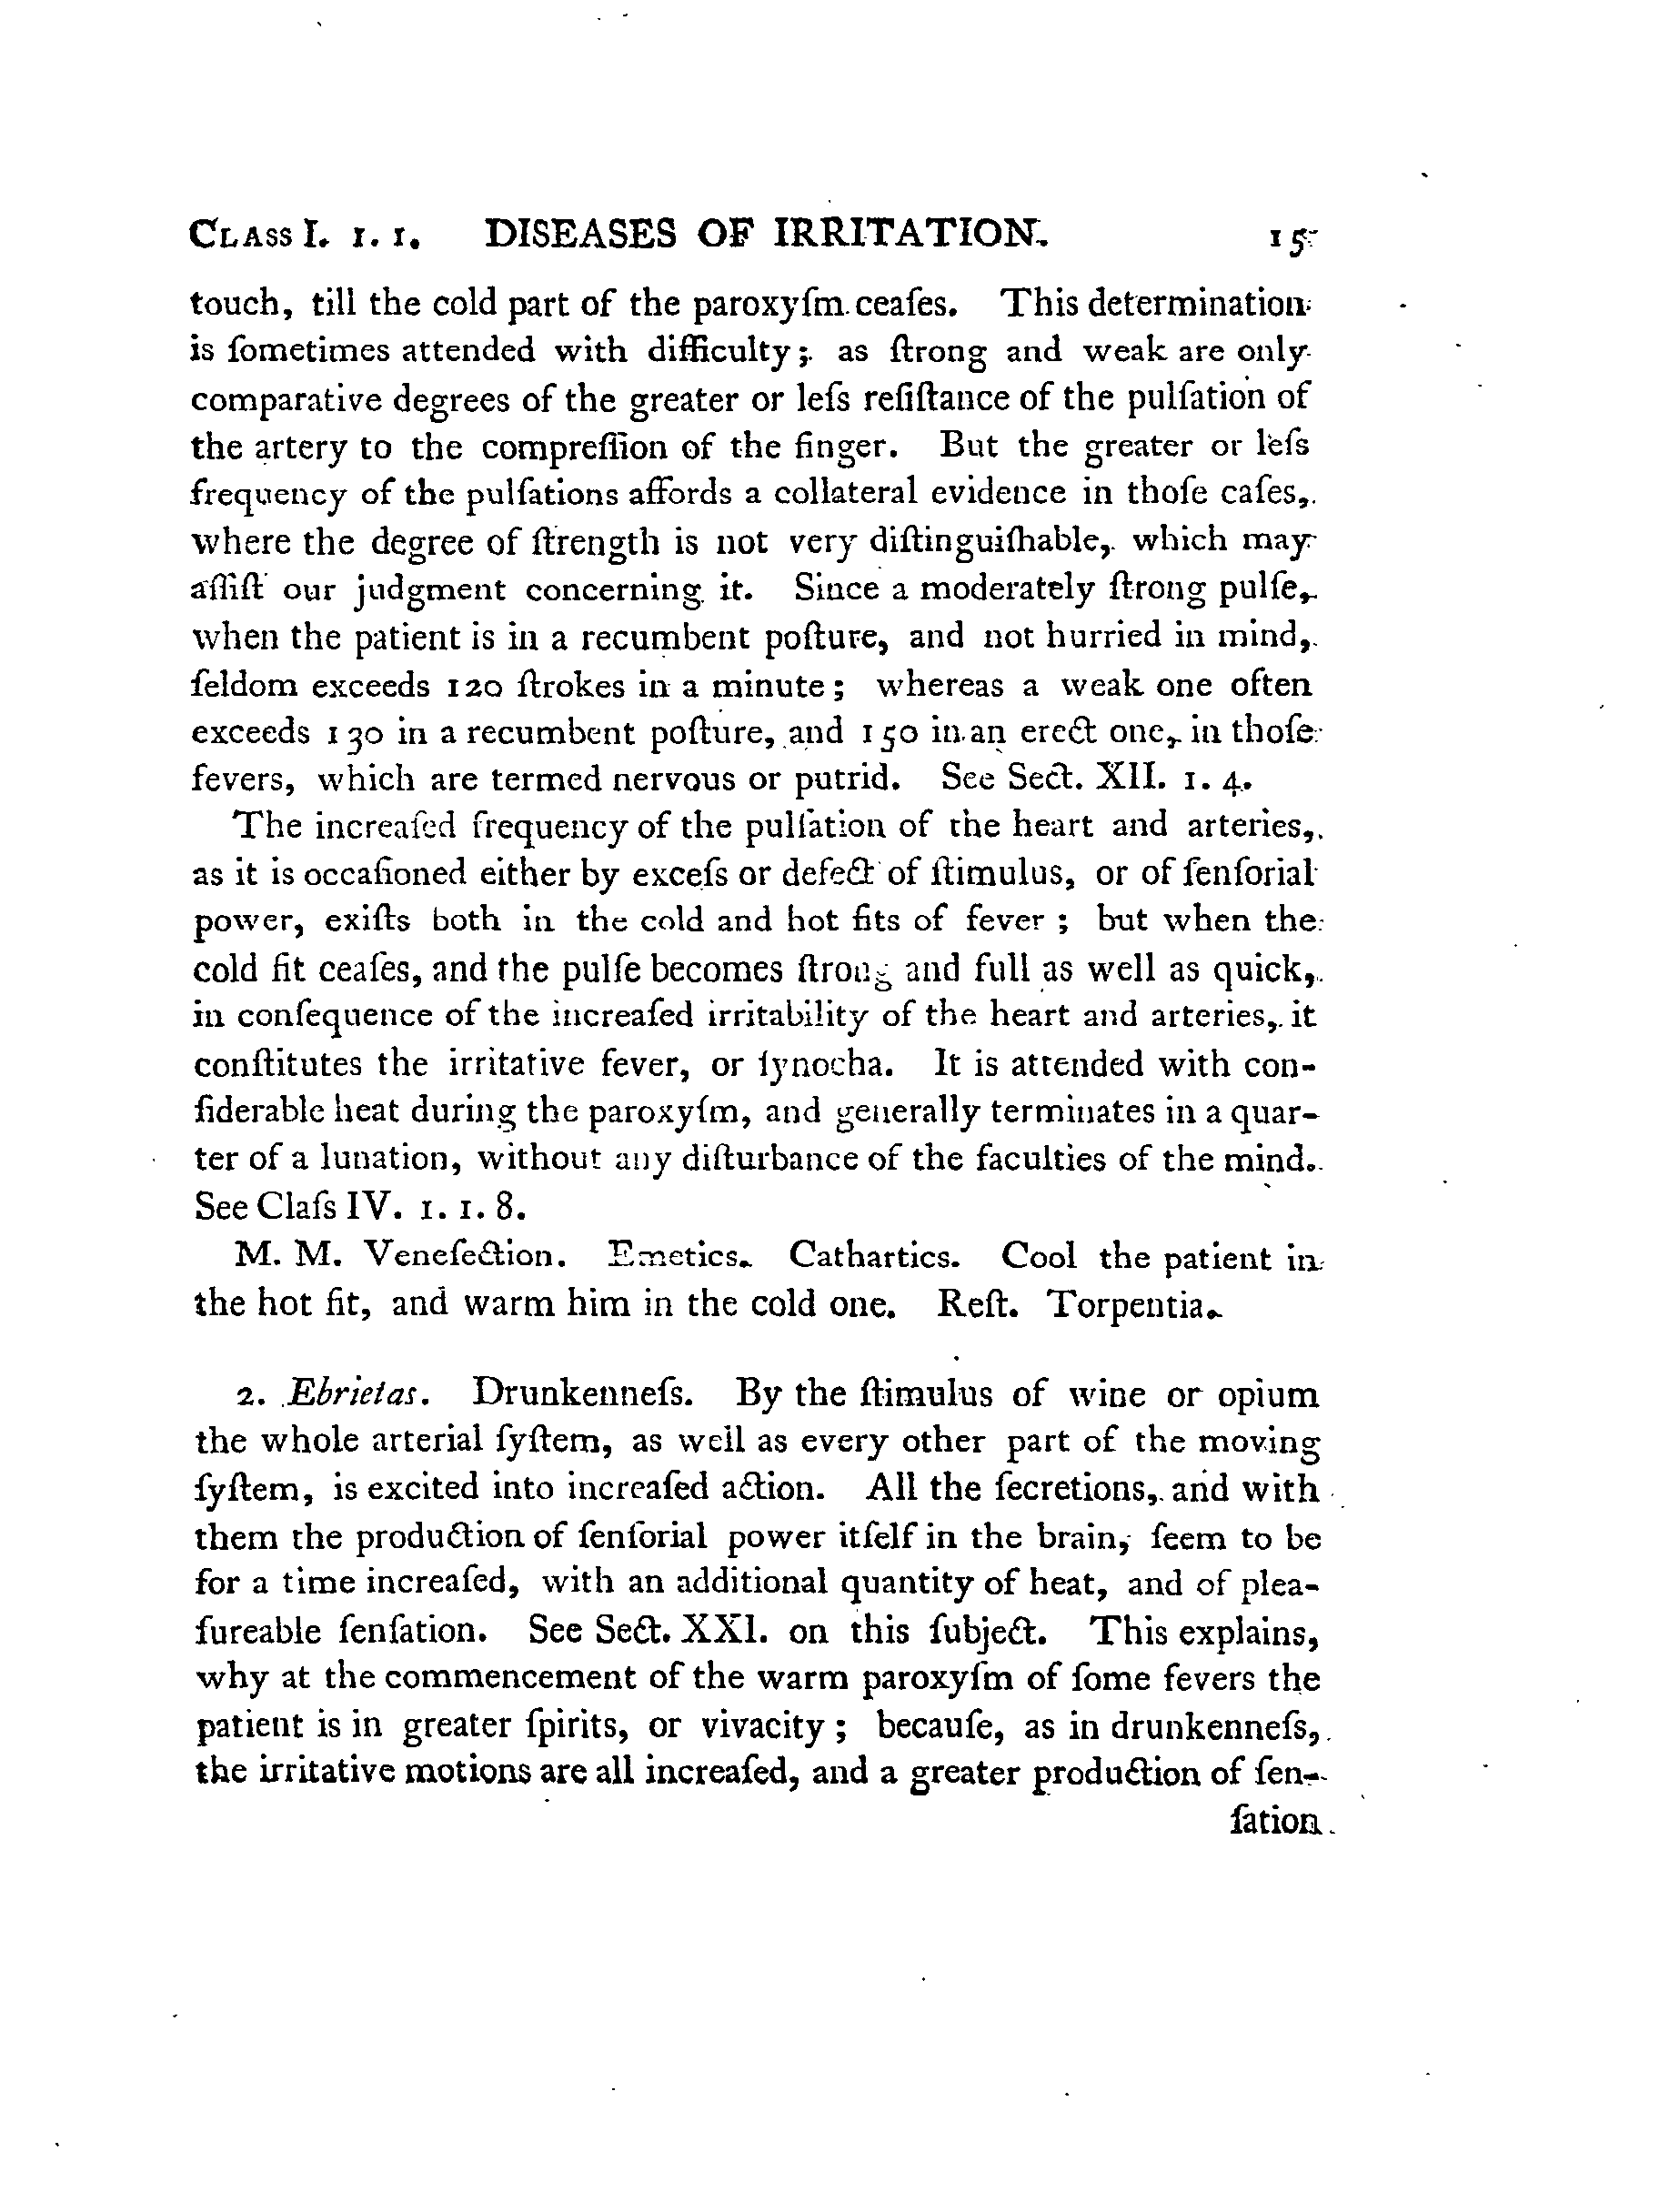 CLASS I. 1. 1. DISEASES OF IRRITATION. 15
touch, till the cold part of the paroxyſm ceaſes. This determination
is ſometimes attended with difficulty; as ſtrong and weak are only
comparative degrees of the greater or leſs reſiſtance of the pulſation of
the artery to the compreſſion of the finger. But the greater or leſs
frequency of the pulſations affords a collateral evidence in thoſe caſes,
where the degree of ſtrength is not very diſtinguiſhable, which may
aſſiſt our judgment concerning it. Since a moderately ſtrong pulſe,
when the patient is in a recumbent poſture, and not hurried in mind,
ſeldom exceeds 120 ſtrokes in a minute; whereas a weak one often
exceeds 130 in a recumbent poſture, and 150 in an erect one, in thoſe
fevers, which are termed nervous or putrid. See Sect. XII. 1. 4.
The increaſed frequency of the pulſation of the heart and arteries,
as it is occaſioned either by exceſs or defect of ſtimulus, or of ſenſorial
power, exiſts both in the cold and hot fits of fever; but when the
cold fit ceaſes, and the pulſe becomes ſtrong and full as well as quick,
in conſequence of the increaſed irritability of the heart and arteries, it
conſtitutes the irritative fever, or ſynocha. It is attended with con-
ſiderable heat during the paroxyſm, and generally terminates in a quar-
ter of a lunation, without any diſturbance of the faculties of the mind.
See Claſs IV. 1. 1. 8.
M. M. Veneſection. Emetics. Cathartics. Cool the patient in
the hot fit, and warm him in the cold one. Reſt. Torpentia.
2. Ebrietas. Drunkenneſs. By the ſtimulus of wine or opium
the whole arterial ſyſtem, as well as every other part of the moving
ſyſtem, is excited into increaſed action. All the ſecretions, and with
them the production of ſenſorial power itſelf in the brain, ſeem to be
for a time increaſed, with an additional quantity of heat, and of plea-
ſureable ſenſation. See Sect. XXI. on this ſubject. This explains,
why at the commencement of the warm paroxyſm of ſome fevers the
patient is in greater ſpirits, or vivacity; becauſe, as in drunkenneſs,
the irritative motions are all increaſed, and a greater production of ſen-
ſation